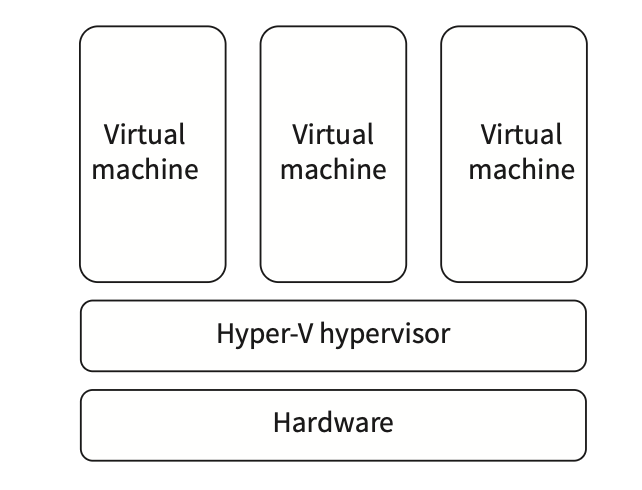 Virtual
machine
Virtual
machine
Virtual
machine
Hyper-V hypervisor
Hardware